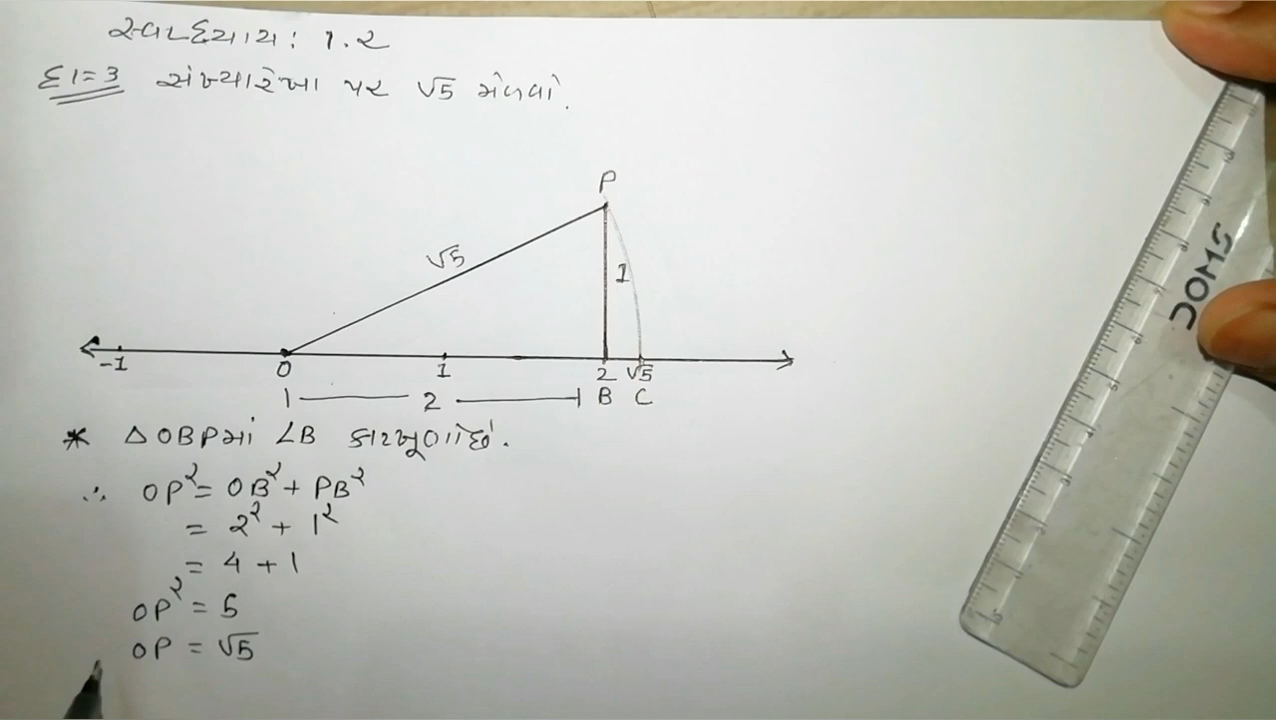 સ્વાધ્યાય: 1.2
દા=3 સંખ્યારેખા પર √5 મેળવો.
P
√5
1
-1 0 1 2 √5
2 B C
* △OBPમાં ∠B કાટખૂણો છે.
∴ OP² = OB² + PB²
= 2² + 1²
= 4 + 1
OP² = 5
OP = √5
DOMS